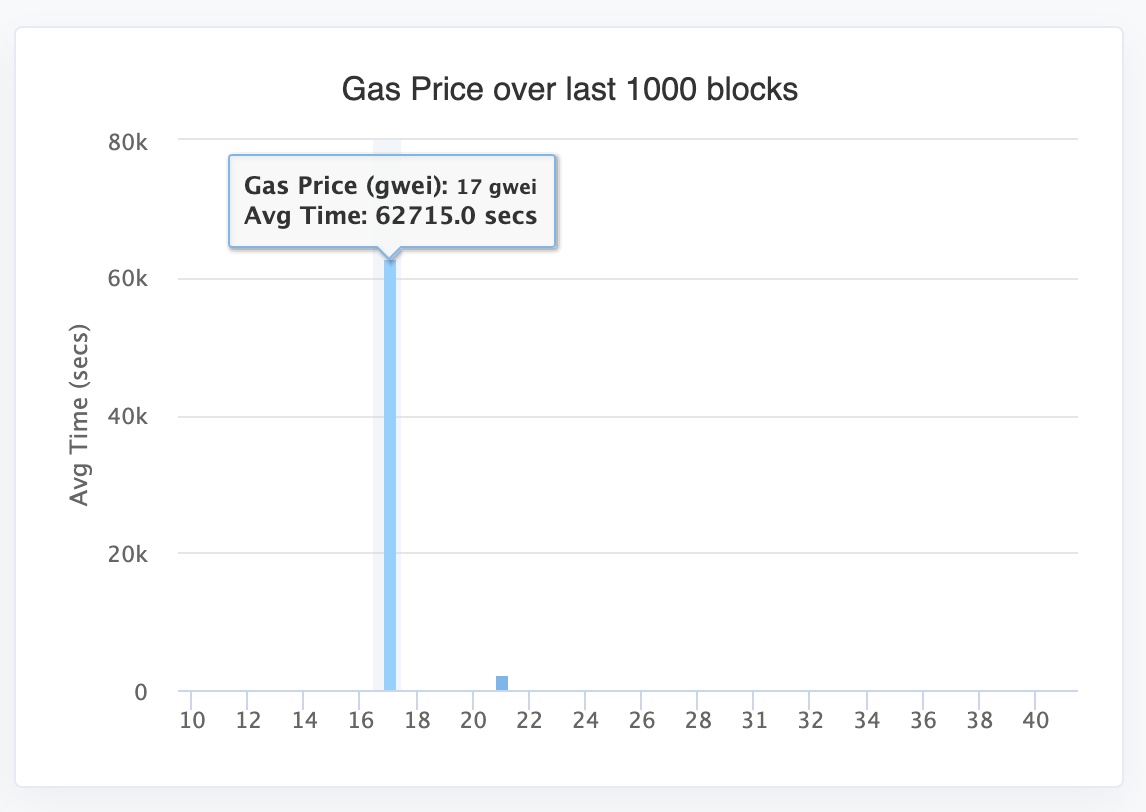 Gas Price over last 1000 blocks
80k
Gas Price (gwei): 17 gwei
Avg Time: 62715.0 secs
60k
40k
20k
0
Avg Time (secs)
10 12 14 16 18 20 22 24 26 28 31 32 34 36 38 40